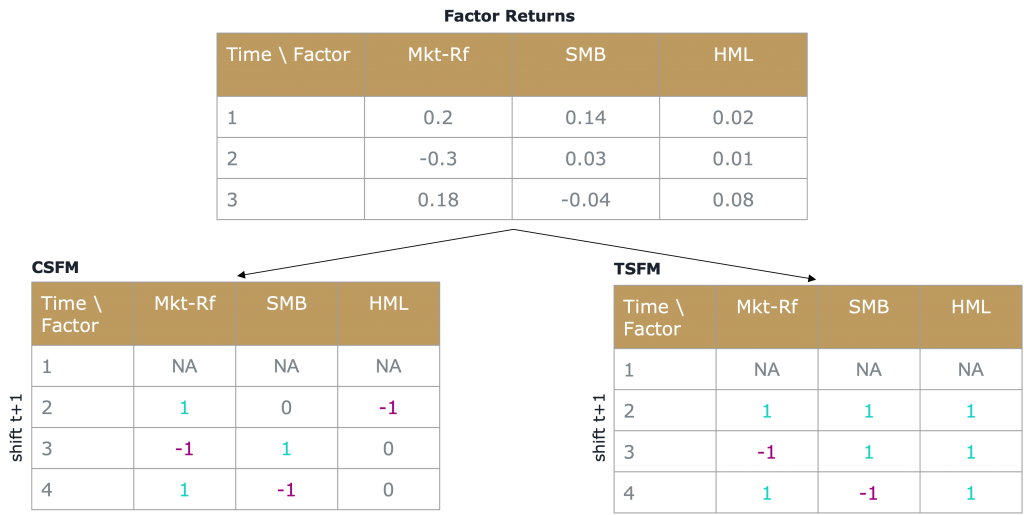 Factor Returns
Time \ Factor Mkt-Rf SMB HML
1 0.2 0.14 0.02
2 -0.3 0.03 0.01
3 0.18 -0.04 0.08
CSFM
Time \ Mkt-Rf SMB HML
Factor
1 NA NA NA
2 1 0 -1
3 -1 1 0
4 1 -1 0
shift t+1
TSFM
Time \ Mkt-Rf SMB HML
Factor
1 NA NA NA
2 1 1 1
3 -1 1 1
4 1 -1 1
shift t+1